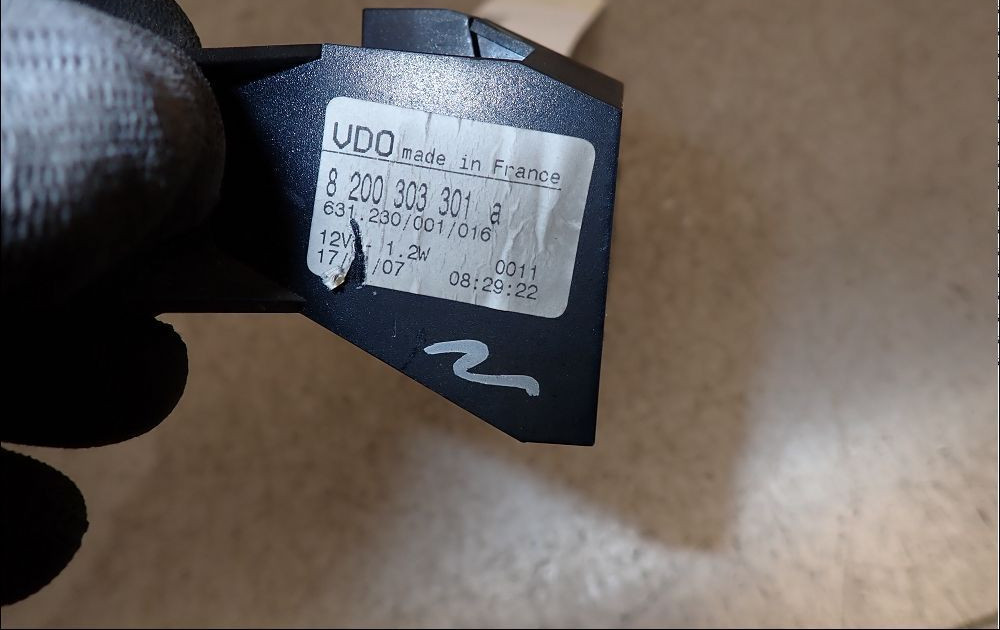 VDO made in France
8 200 303 301 a
631.230/001/016
12V - 1.2W 0011
17/ /07 08:29:22